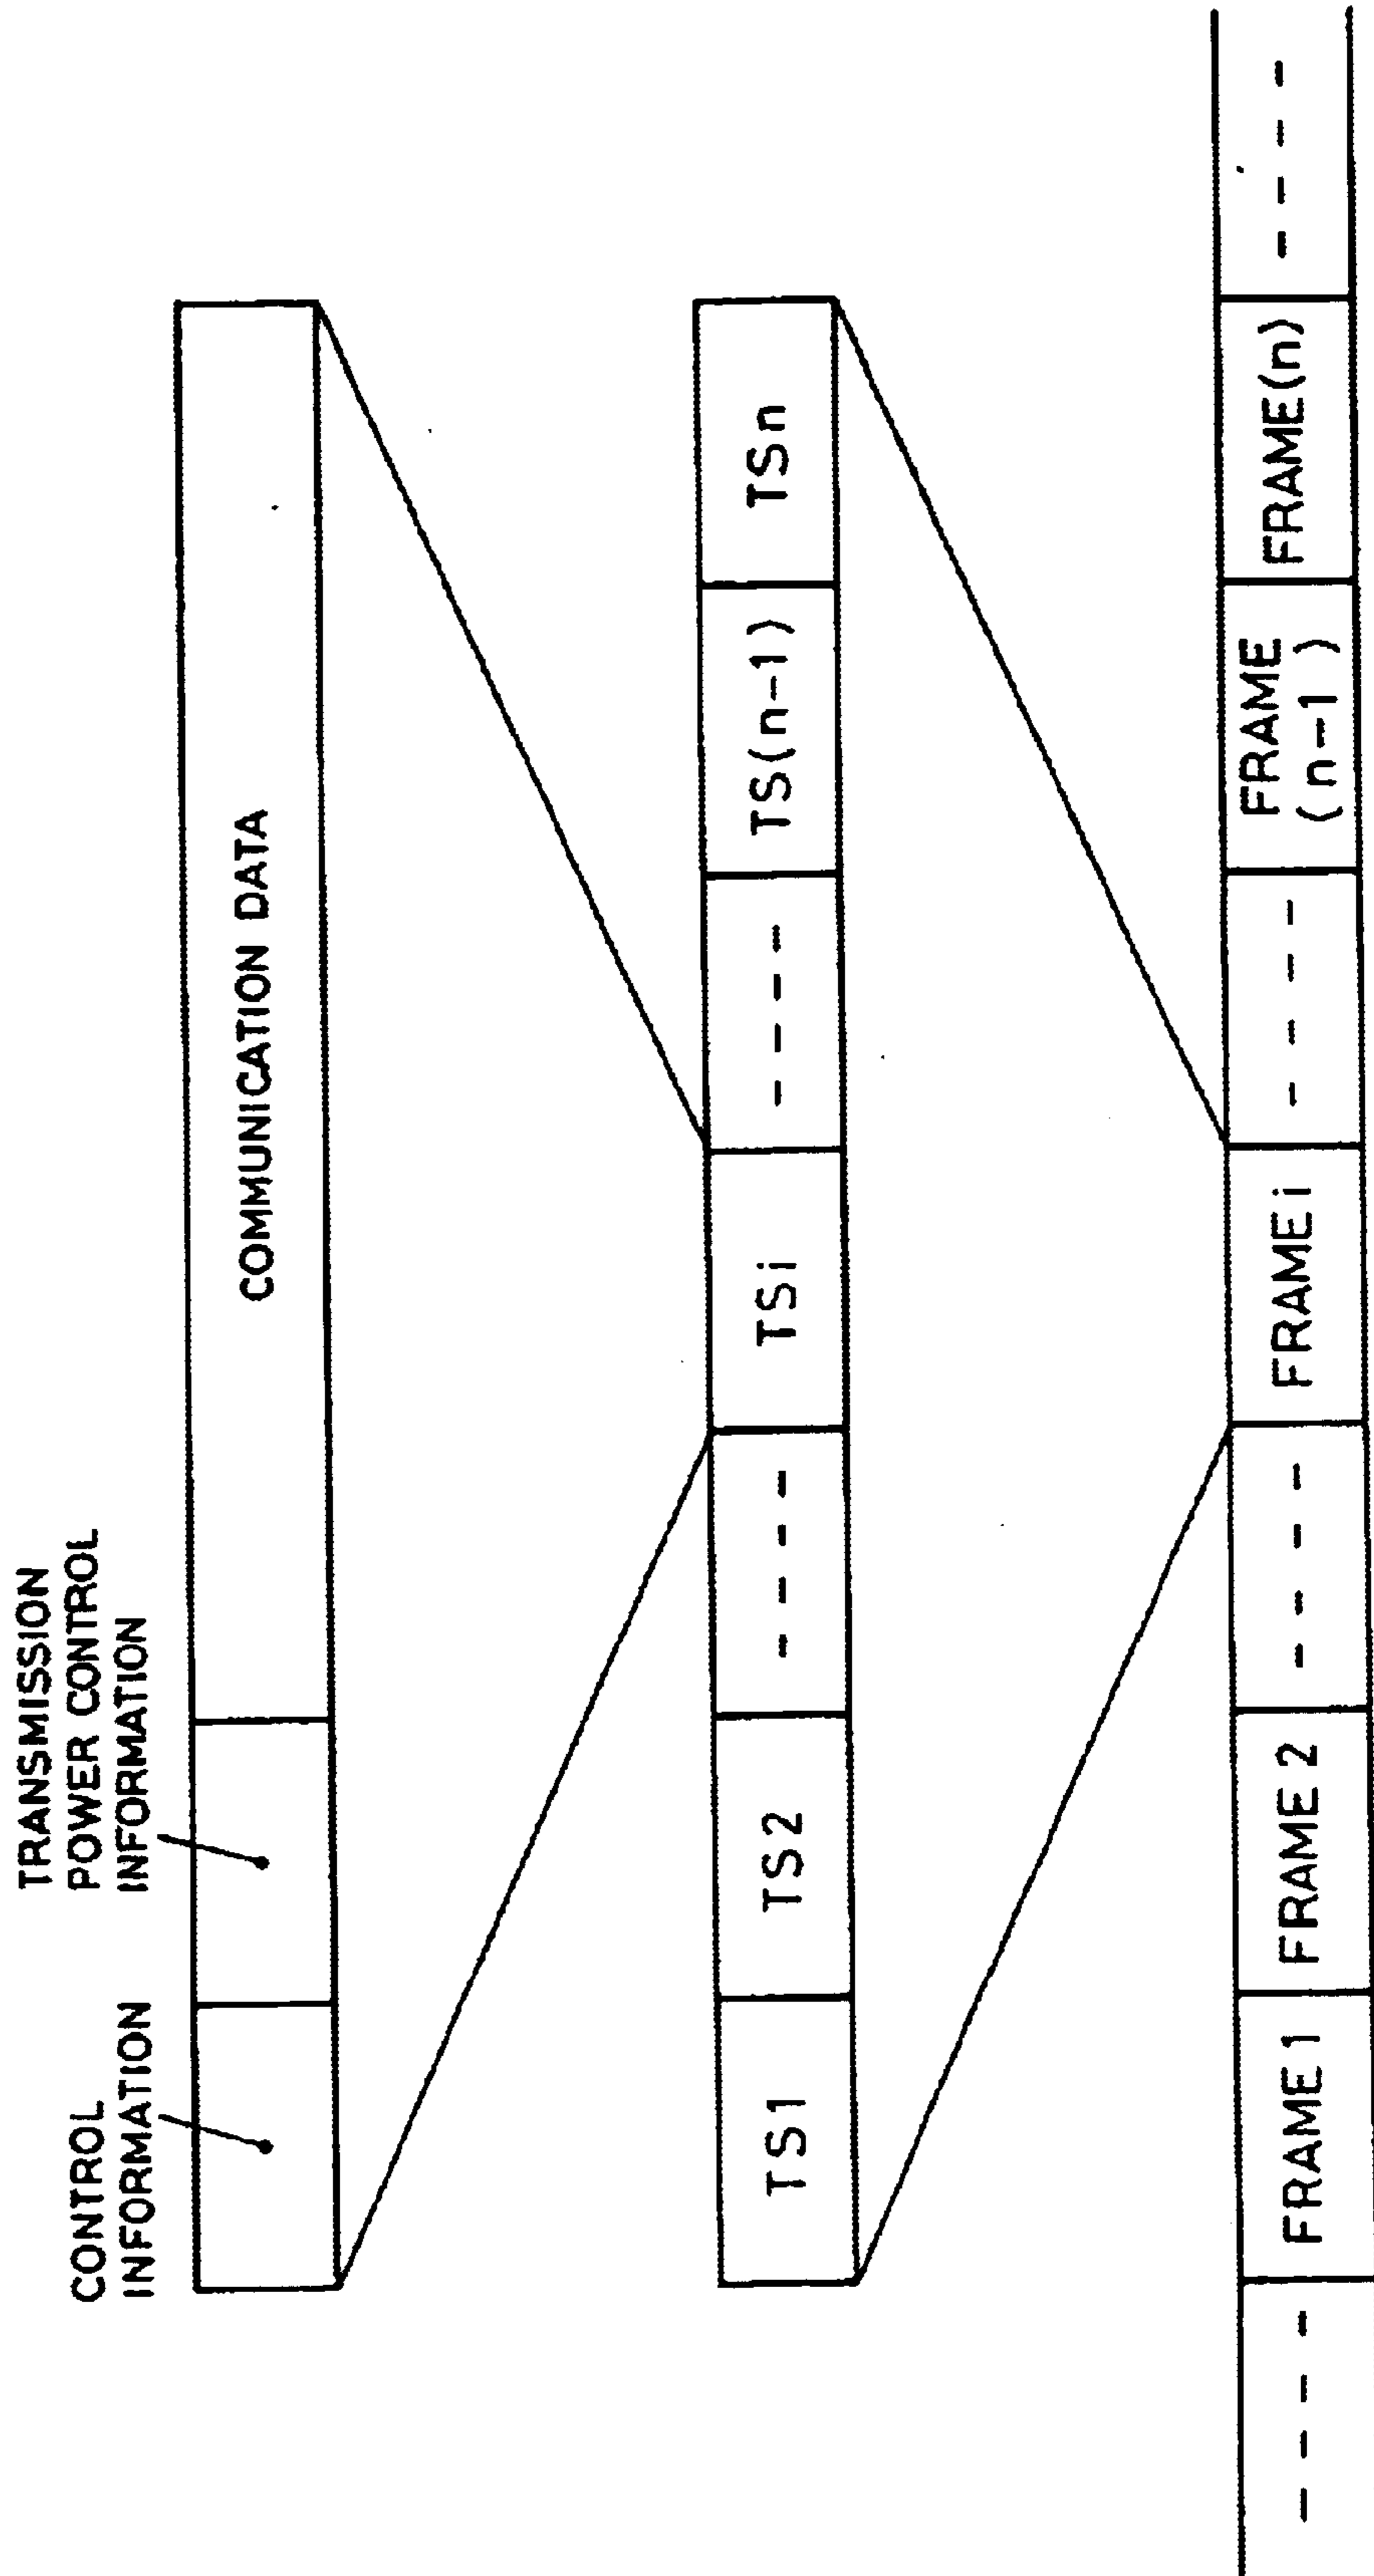 CONTROL
INFORMATION
TRANSMISSION
POWER CONTROL
INFORMATION
COMMUNICATION DATA
TS1
TS2
- - - -
TSi
- - - -
TS(n-1)
TSn
- - - -
FRAME 1
FRAME 2
- - - -
FRAME i
- - - -
FRAME
(n-1)
FRAME(n)
- - - -